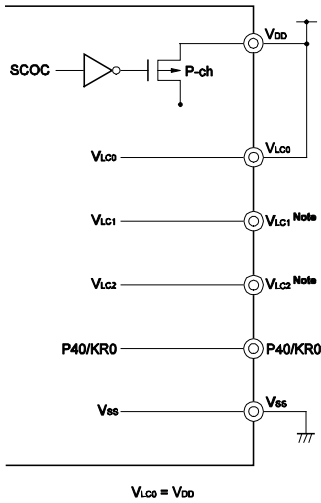 VDD
SCOC
P-ch
VLC0 VLC0
VLC1 VLC1 Note
VLC2 VLC2 Note
P40/KR0 P40/KR0
VSS VSS
VLC0 = VDD